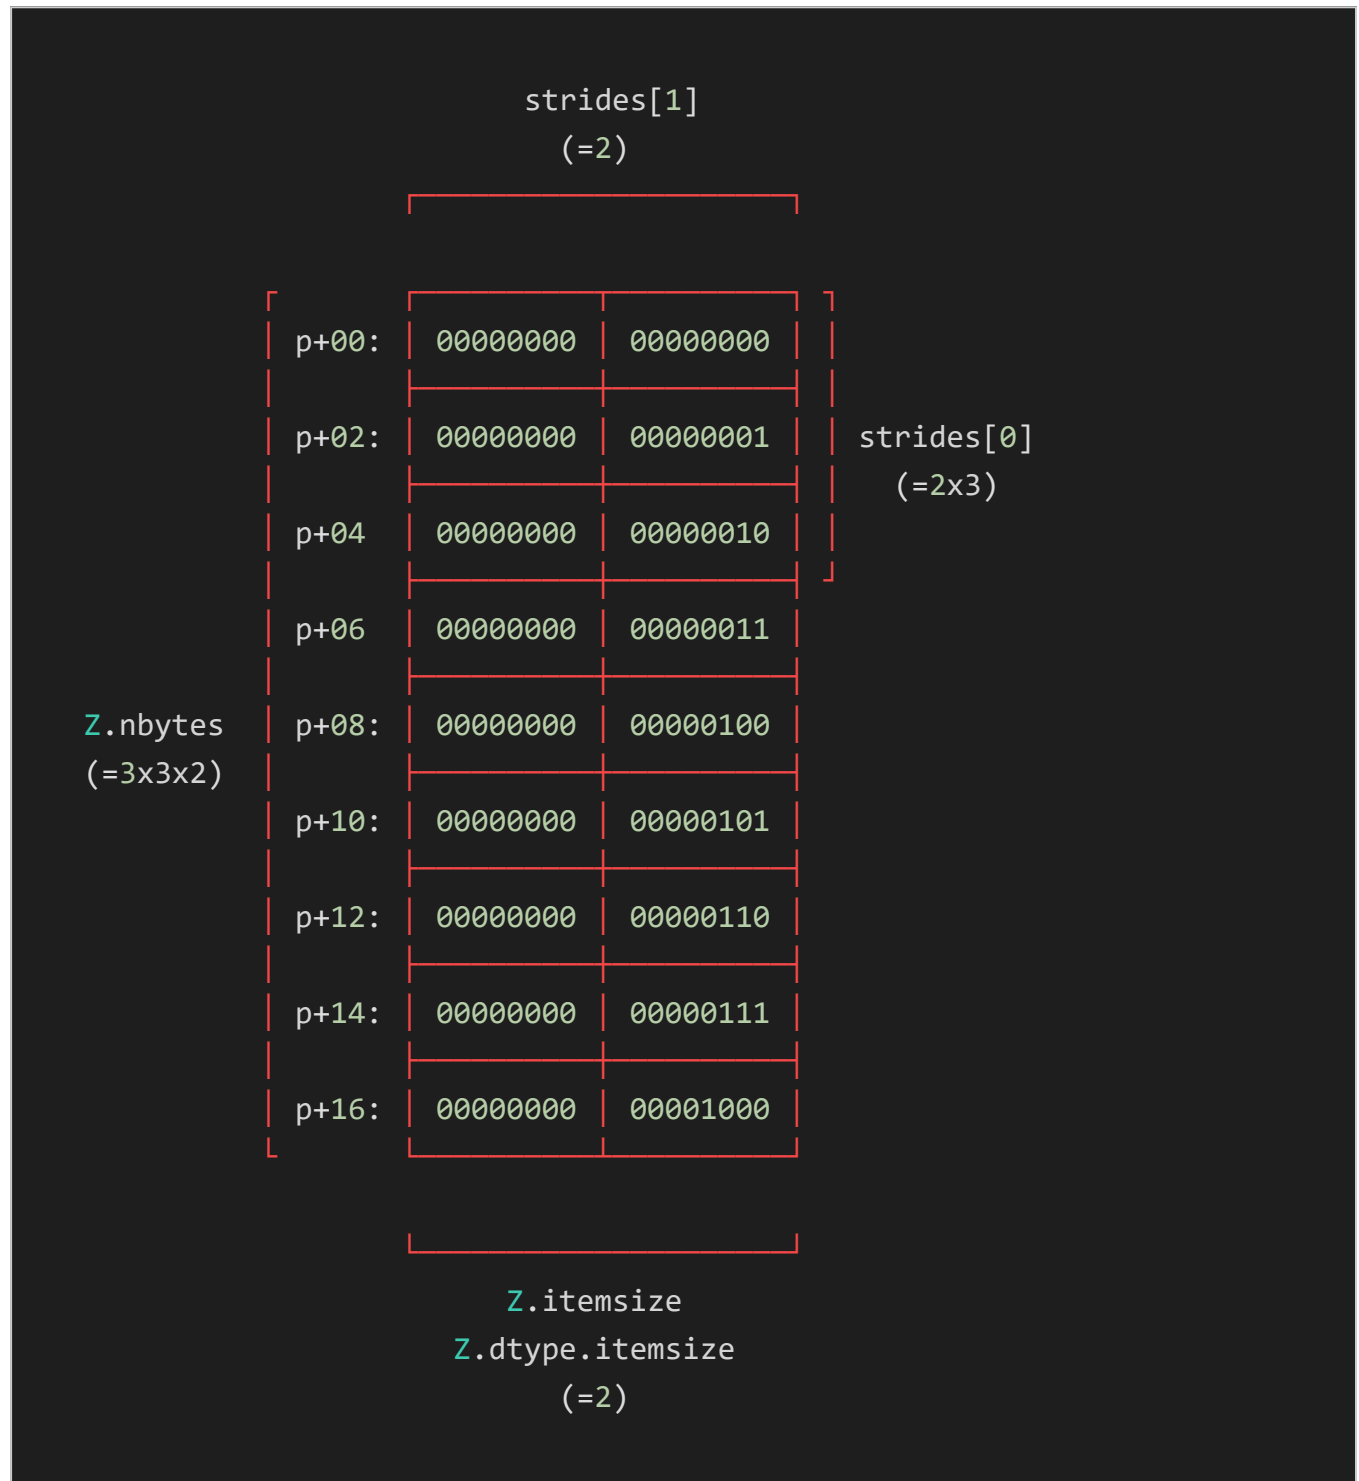 strides[1]
(=2)
p+00: 00000000 00000000
p+02: 00000000 00000001 strides[0]
(=2x3)
p+04 00000000 00000010
p+06 00000000 00000011
Z.nbytes p+08: 00000000 00000100
(=3x3x2)
p+10: 00000000 00000101
p+12: 00000000 00000110
p+14: 00000000 00000111
p+16: 00000000 00001000
Z.itemsize
Z.dtype.itemsize
(=2)